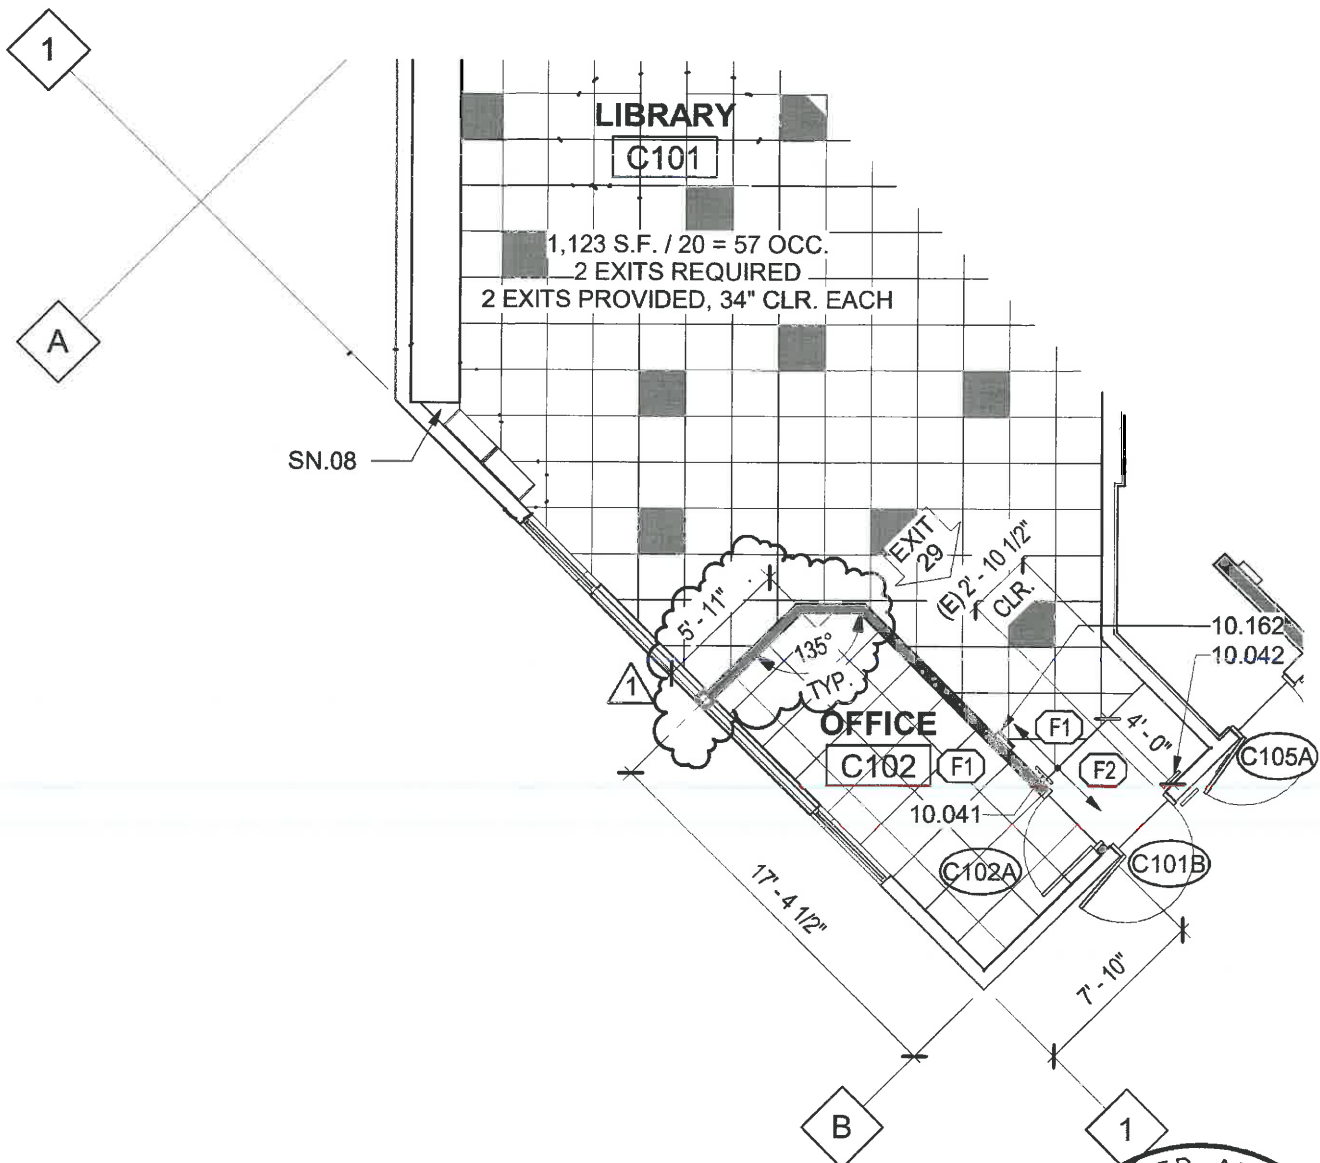 1
LIBRARY
C101
1,123 S.F. / 20 = 57 OCC.
2 EXITS REQUIRED
2 EXITS PROVIDED, 34" CLR. EACH
A
SN.08
EXIT
29
(E) 2' - 10 1/2"
CLR.
5' - 11"
135°
TYP.
1
10.162
10.042
OFFICE
C102
F1
F1
F2
4' - 0"
C105A
10.041
C102A
C101B
17' - 4 1/2"
7' - 10"
B
1